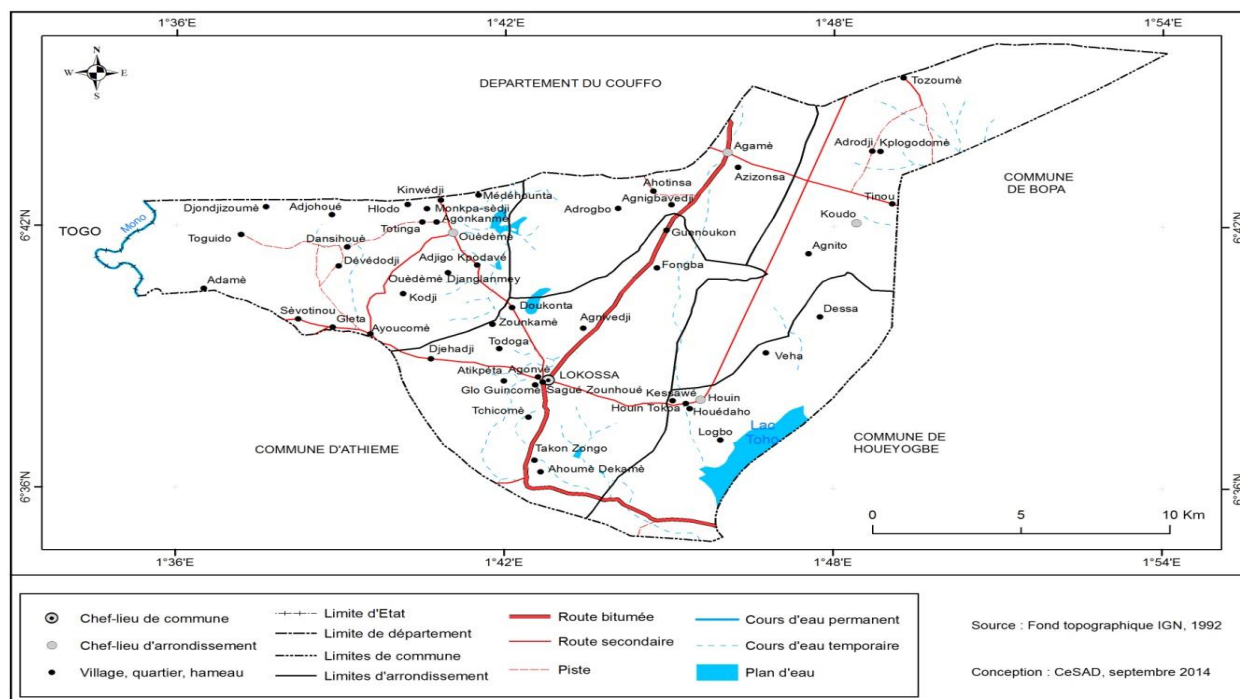 1°36'E
1°42'E
1°48'E
1°54'E
N
W E
S
DEPARTEMENT DU COUFFO
Tozoumè
Agamè
Adrodji Kplogodomè
Azizonsa
COMMUNE
DE BOPA
Kinwédji
Médéhounta
Ahotinsa
Tinou
Djondjizoumè
Adjohoué
Hlodo
Monkpa-sèdji
Adrogbo
Agnigbavedji
Totinga
Agonkanmè
Koudo
6°42'N
TOGO
Mono
Toguido
Dansihoué
Ouèdèmè
Guenoukon
6°42'N
Dévédodji
Adjigo Kpodavé
Fongba
Agnito
Adamè
Ouèdèmè Djanglanmey
Kodji
Doukonta
Sèvotinou
Gleta
Ayoucomè
Zounkamè
Agnivedji
Dessa
Todoga
Djehadji
Veha
Atikpéta
Agonvè
LOKOSSA
Glo Guincomè
Sagué Zounhoué
Kessawé
Houin
Houin Tokpa
Houédaho
Tchicomè
Logbo
Lac
Toho
COMMUNE D'ATHIEME
COMMUNE DE
HOUEYOGBE
Takon Zongo
Ahoumè Dekamè
6°36'N
6°36'N
0 5 10 Km
1°36'E
1°42'E
1°48'E
1°54'E
Chef-lieu de commune
Chef-lieu d'arrondissement
Village, quartier, hameau
Limite d'Etat
Limite de département
Limites de commune
Limites d'arrondissement
Route bitumée
Route secondaire
Piste
Cours d'eau permanent
Cours d'eau temporaire
Plan d'eau
Source : Fond topographique IGN, 1992
Conception : CeSAD, septembre 2014